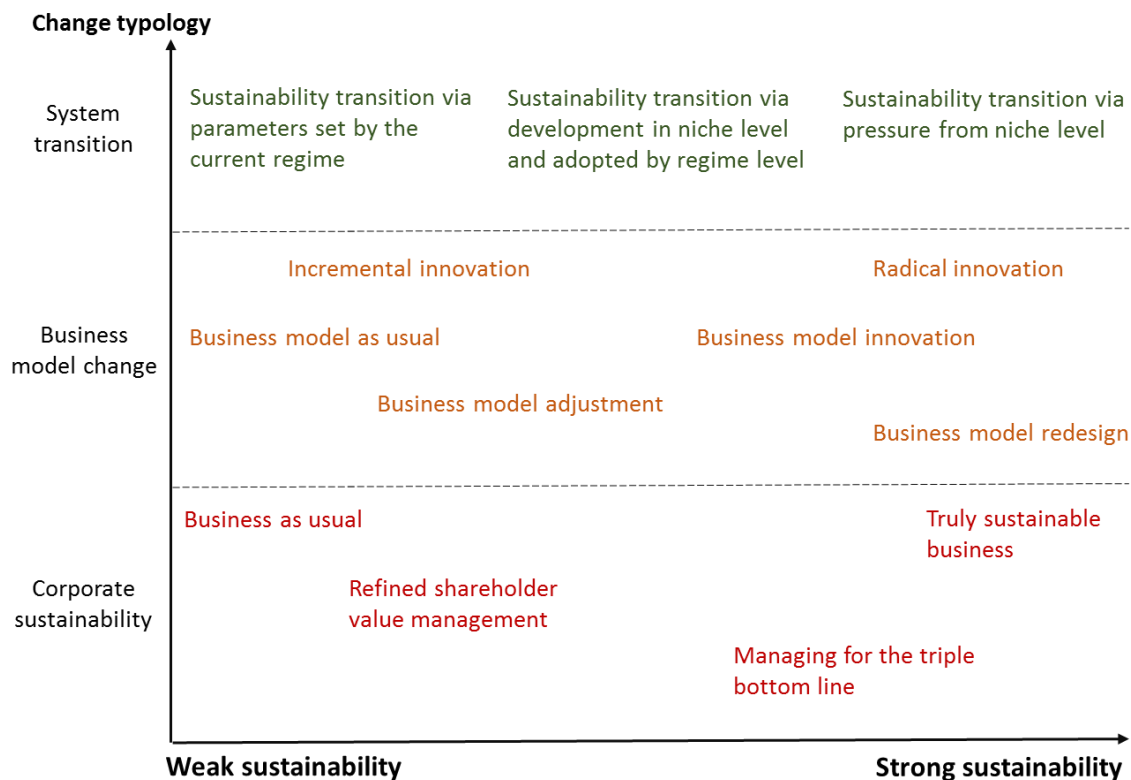 Change typology
System
transition
Sustainability transition via
parameters set by the
current regime
Sustainability transition via
development in niche level
and adopted by regime level
Sustainability transition via
pressure from niche level
Business
model change
Incremental innovation
Radical innovation
Business model as usual
Business model innovation
Business model adjustment
Business model redesign
Corporate
sustainability
Business as usual
Truly sustainable
business
Refined shareholder
value management
Managing for the triple
bottom line
Weak sustainability
Strong sustainability